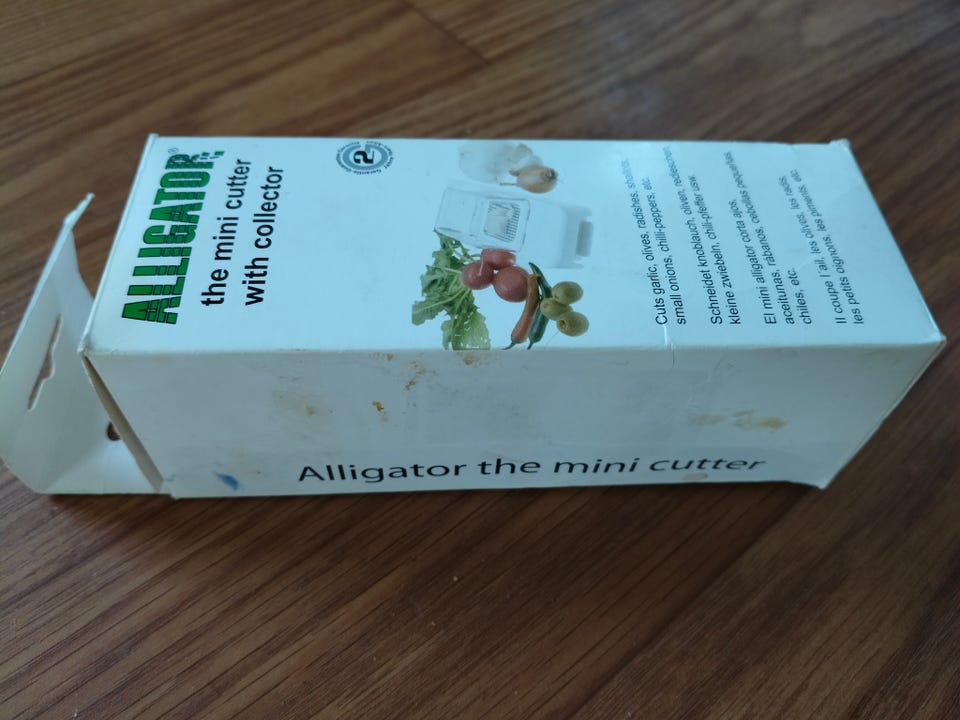 ALLIGATOR®
the mini cutter
with collector
2
Cuts garlic, olives, radishes, shallots,
small onions, chilli-peppers, etc.
Schneidet knoblauch, oliven, radieschen,
kleine zwiebeln, chili-pfeffer usw.
El mini alligator corta ajos,
aceitunas, rábanos, cebollas pequeñas,
chiles, etc.
Il coupe l'ail, les olives, les radis,
les petits oignons, les piments, etc.
Alligator the mini cutter